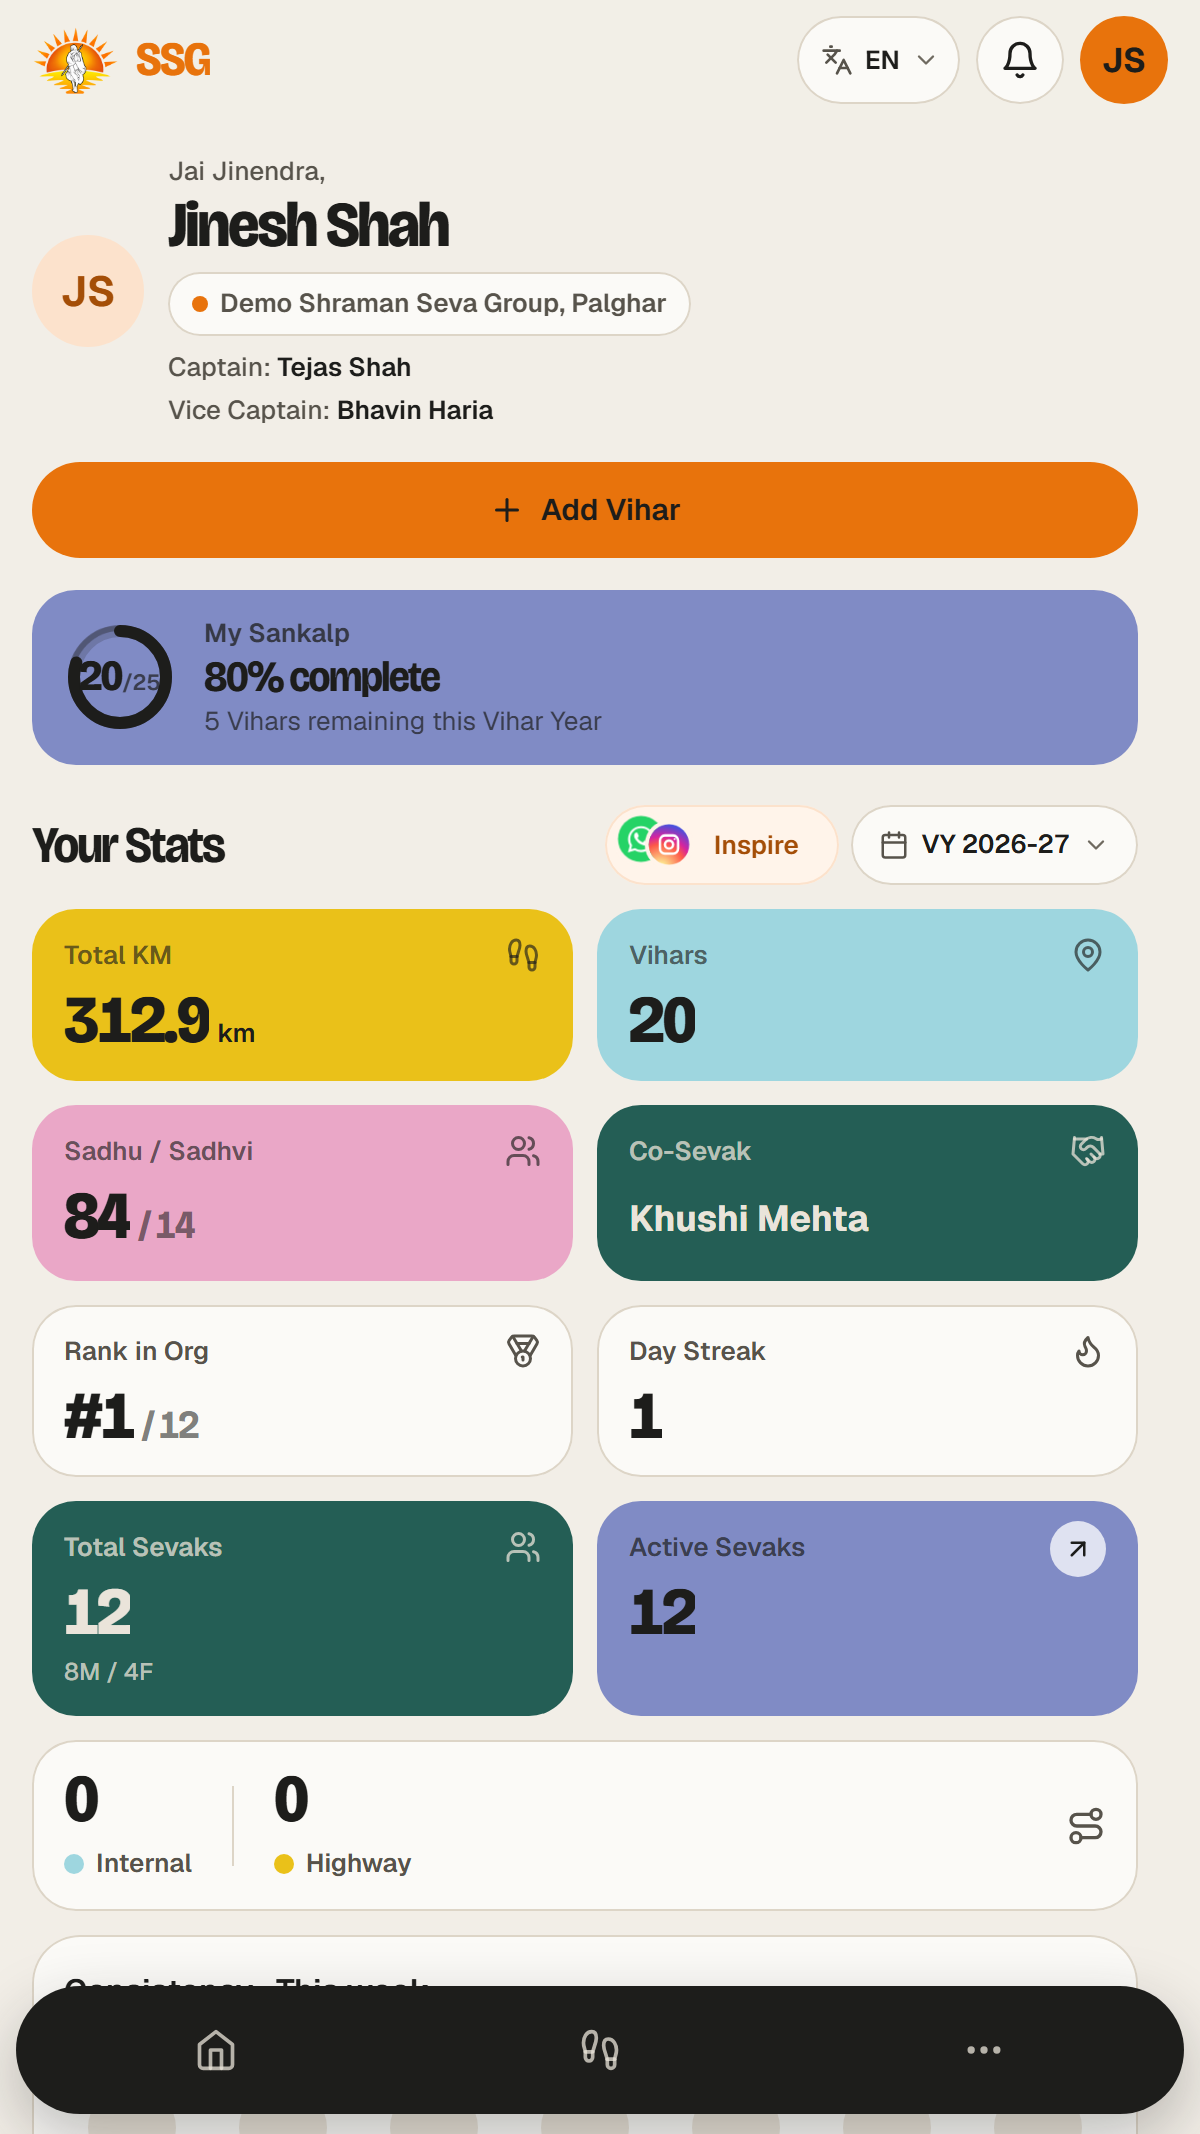 SSG
EN
JS
Jai Jinendra,
Jinesh Shah
JS
Demo Shraman Seva Group, Palghar
Captain: Tejas Shah
Vice Captain: Bhavin Haria
+ Add Vihar
20/25
My Sankalp
80% complete
5 Vihars remaining this Vihar Year
Your Stats
Inspire
VY 2026-27
Total KM
312.9 km
Vihars
20
Sadhu / Sadhvi
84 / 14
Co-Sevak
Khushi Mehta
Rank in Org
#1 / 12
Day Streak
1
Total Sevaks
12
8M / 4F
Active Sevaks
12
0
Internal
0
Highway